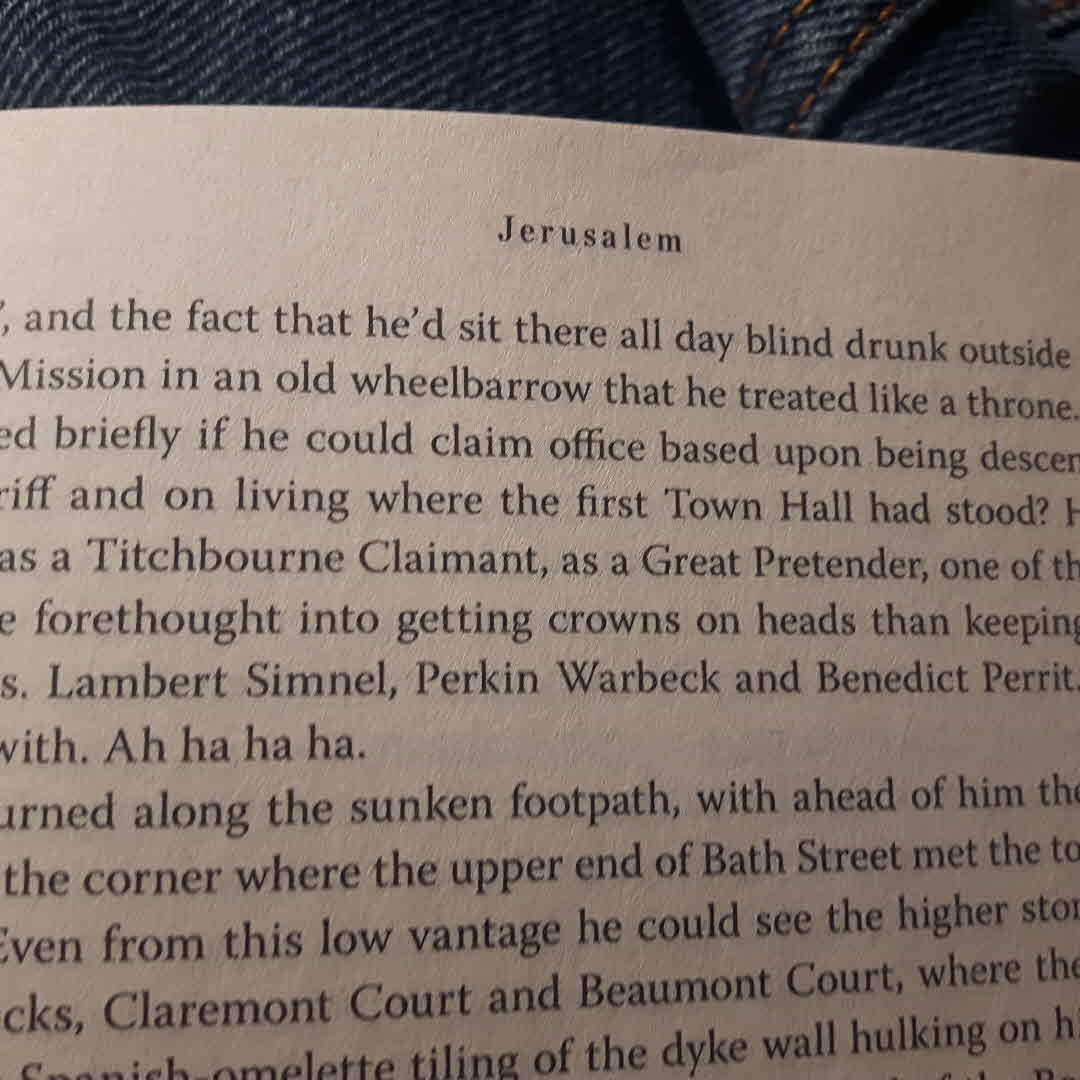 Jerusalem
', and the fact that he'd sit there all day blind drunk outside
Mission in an old wheelbarrow that he treated like a throne.
ed briefly if he could claim office based upon being descen
riff and on living where the first Town Hall had stood? H
as a Titchbourne Claimant, as a Great Pretender, one of th
e forethought into getting crowns on heads than keeping
s. Lambert Simnel, Perkin Warbeck and Benedict Perrit.
with. Ah ha ha ha.
urned along the sunken footpath, with ahead of him the
the corner where the upper end of Bath Street met the to
Even from this low vantage he could see the higher stor
cks, Claremont Court and Beaumont Court, where the
Spanish-omelette tiling of the dyke wall hulking on hi